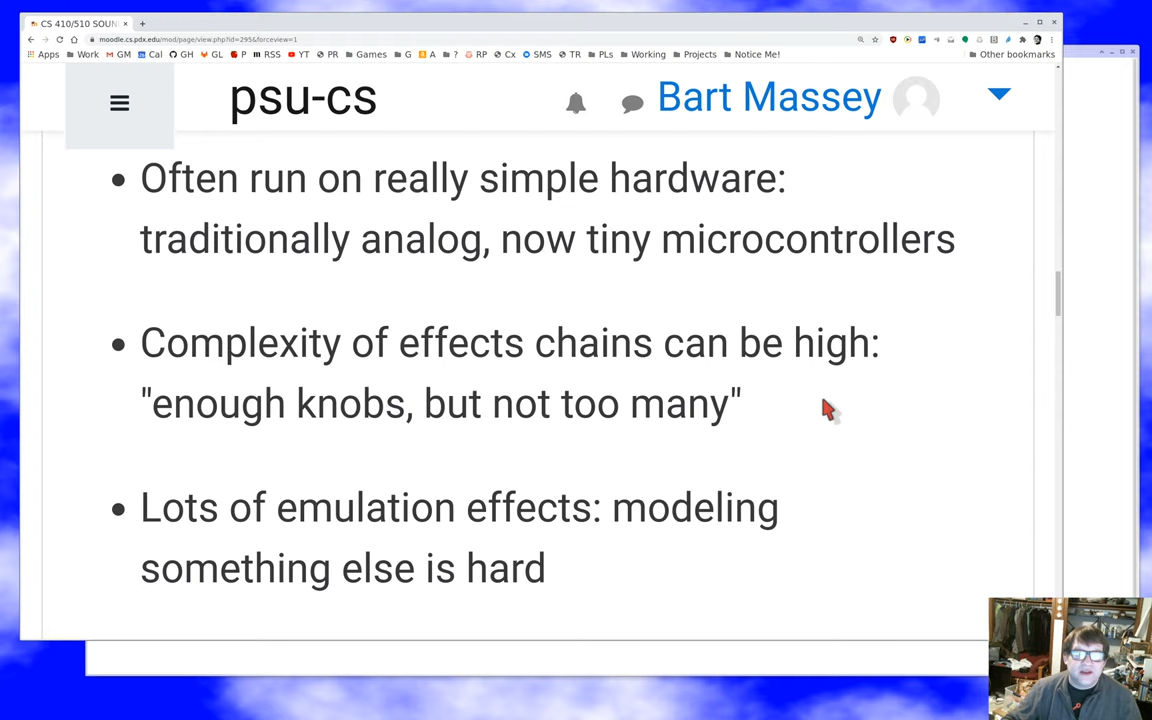 CS 410/510 SOUN
moodle.cs.pdx.edu/mod/page/view.php?id=295&forceview=1
Apps Work GM Cal GH GL P RSS YT PR Games G A ? RP Cx SMS TR PLs Working Projects Notice Me! Other bookmarks
psu-cs Bart Massey
• Often run on really simple hardware:
traditionally analog, now tiny microcontrollers
• Complexity of effects chains can be high:
"enough knobs, but not too many"
• Lots of emulation effects: modeling
something else is hard